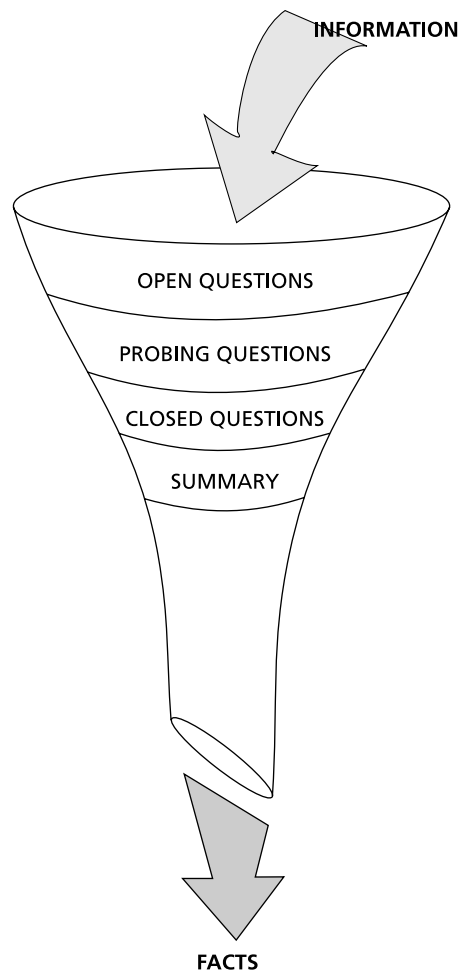 INFORMATION
OPEN QUESTIONS
PROBING QUESTIONS
CLOSED QUESTIONS
SUMMARY
FACTS